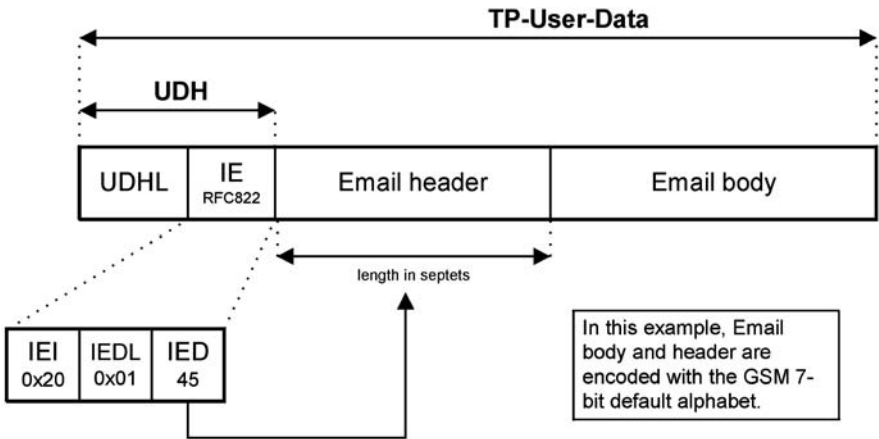 TP-User-Data
UDH
UDHL
IE
RFC822
Email header
Email body
length in septets
IEI
0x20
IEDL
0x01
IED
45
In this example, Email
body and header are
encoded with the GSM 7-
bit default alphabet.